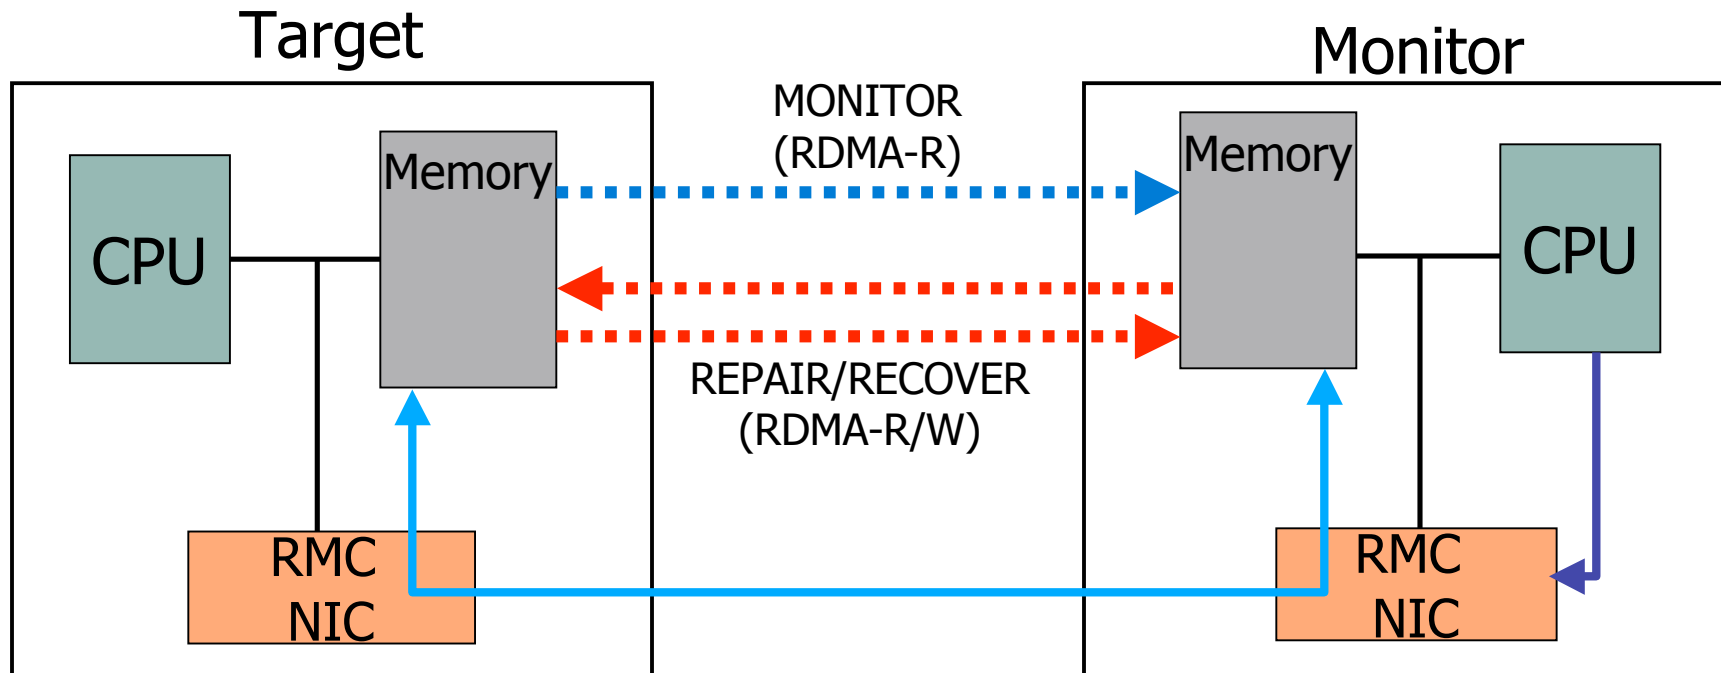 Target
Monitor
MONITOR
(RDMA-R)
Memory
Memory
CPU
CPU
REPAIR/RECOVER
(RDMA-R/W)
RMC
NIC
RMC
NIC